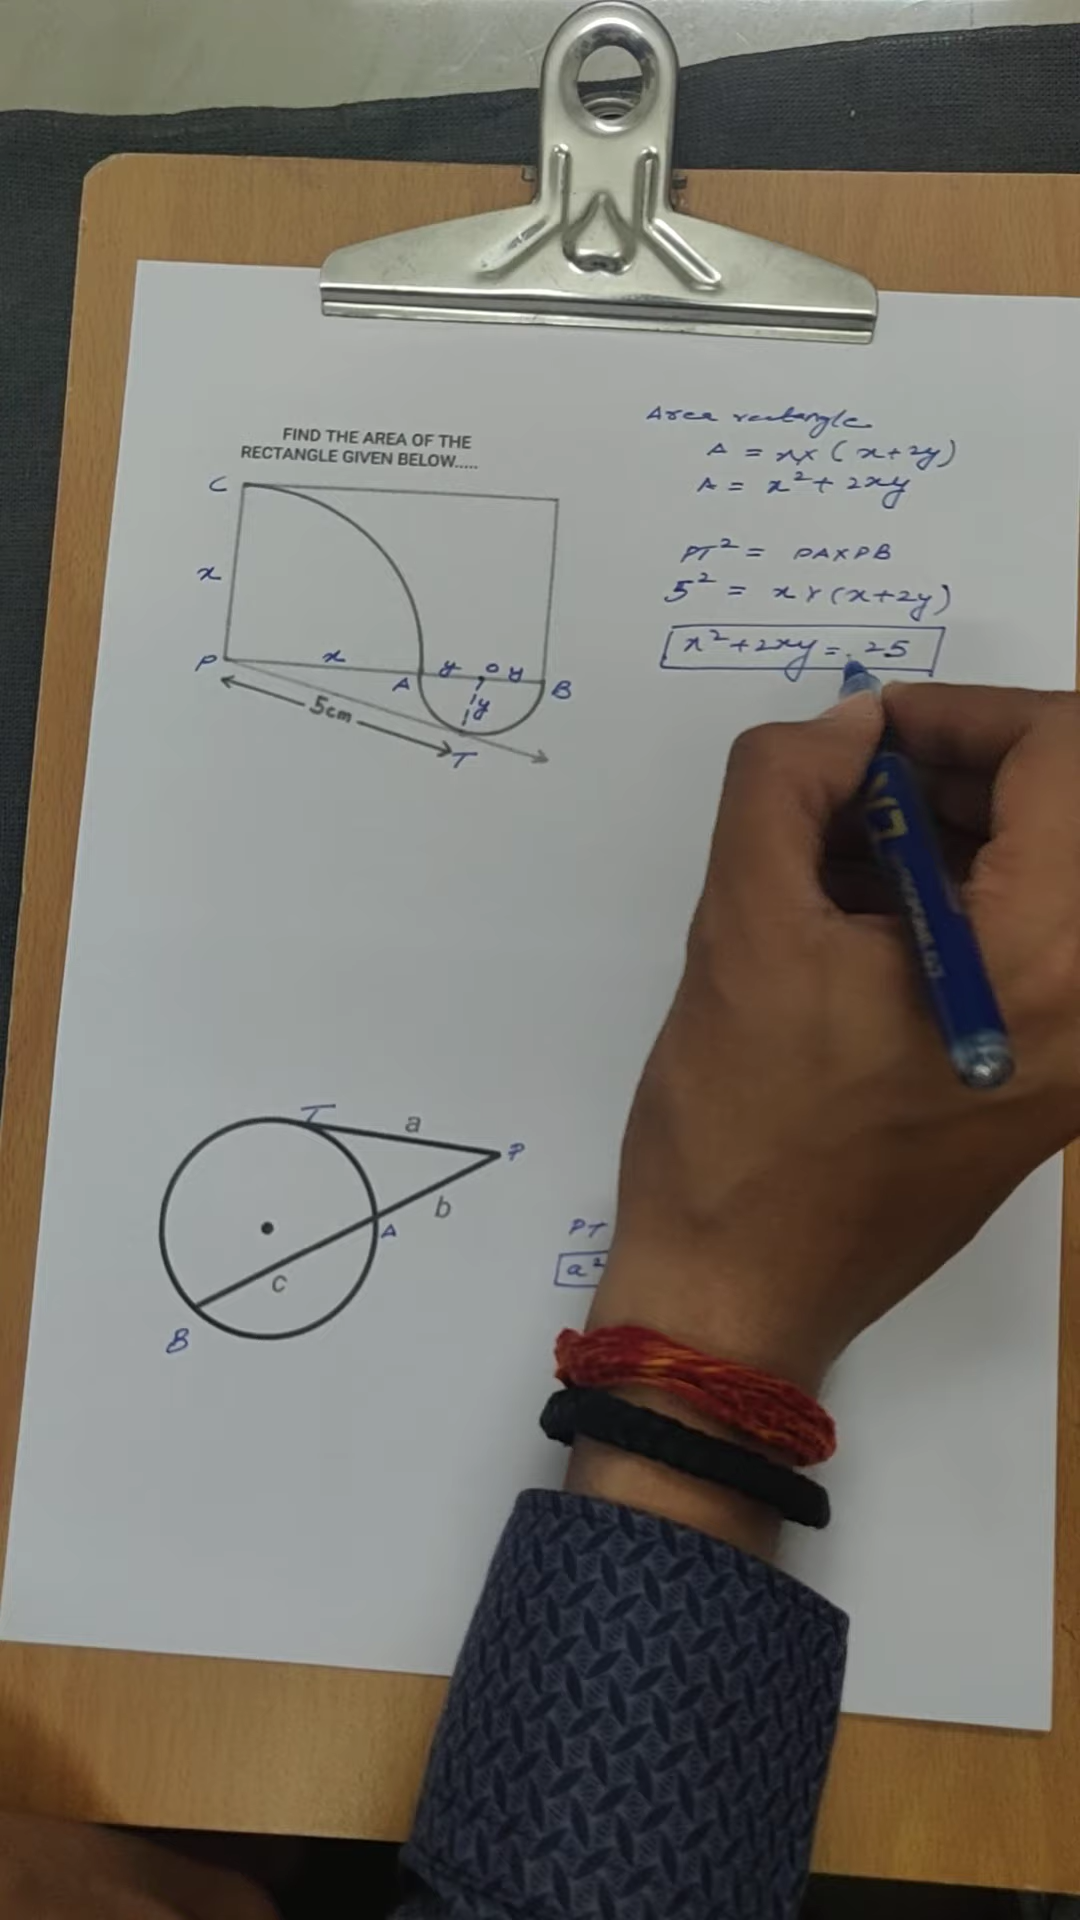 FIND THE AREA OF THE
RECTANGLE GIVEN BELOW.....
C
x
P
x
A
y
o
y
B
y
5cm
T
Area rectangle
A = x × (x+2y)
A = x² + 2xy
PT² = PA×PB
5² = x × (x+2y)
x² + 2xy = 25
T
a
P
b
A
c
B
PT
a²